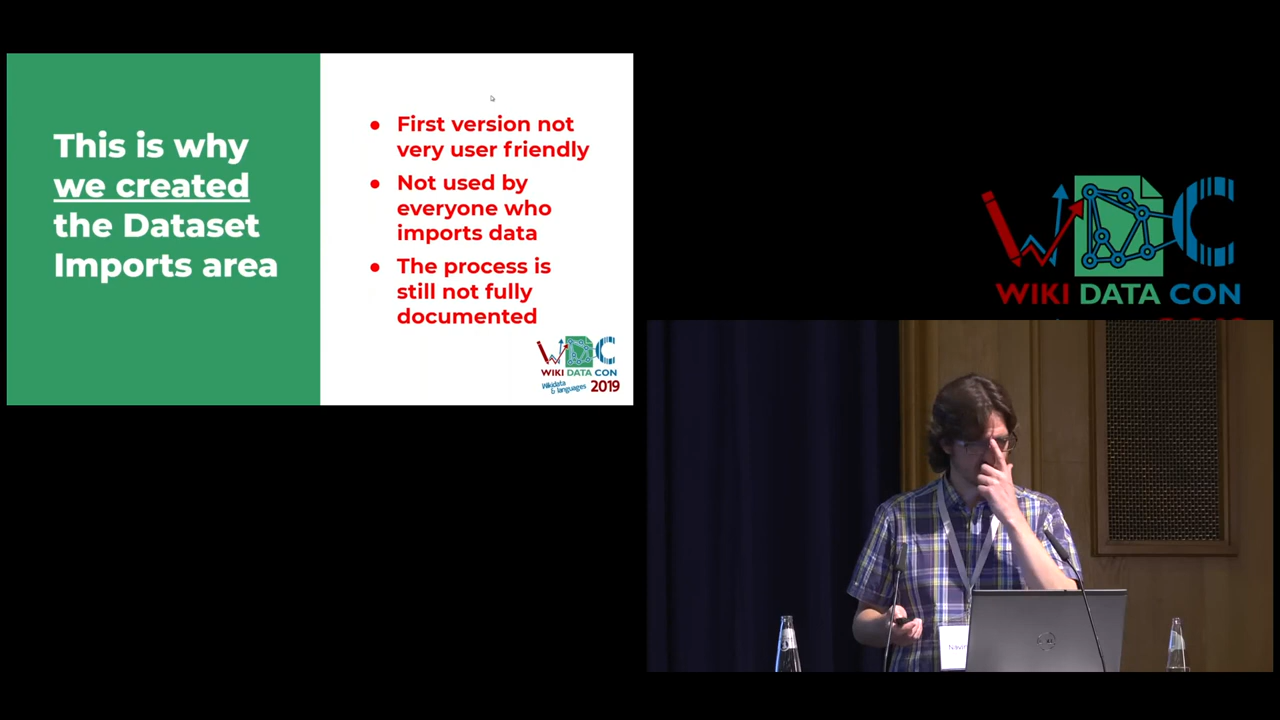 This is why
we created
the Dataset
Imports area
● First version not
very user friendly
● Not used by
everyone who
imports data
● The process is
still not fully
documented
WIKI DATA CON
Wikidata
& languages 2019
WIKI DATA CON